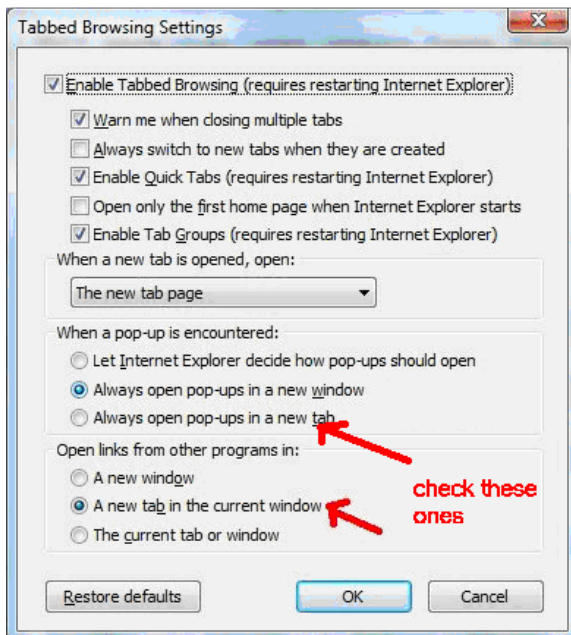 Tabbed Browsing Settings
Enable Tabbed Browsing (requires restarting Internet Explorer)
Warn me when closing multiple tabs
Always switch to new tabs when they are created
Enable Quick Tabs (requires restarting Internet Explorer)
Open only the first home page when Internet Explorer starts
Enable Tab Groups (requires restarting Internet Explorer)
When a new tab is opened, open:
The new tab page
When a pop-up is encountered:
Let Internet Explorer decide how pop-ups should open
Always open pop-ups in a new window
Always open pop-ups in a new tab
Open links from other programs in:
A new window
A new tab in the current window
The current tab or window
check these
ones
Restore defaults
OK
Cancel